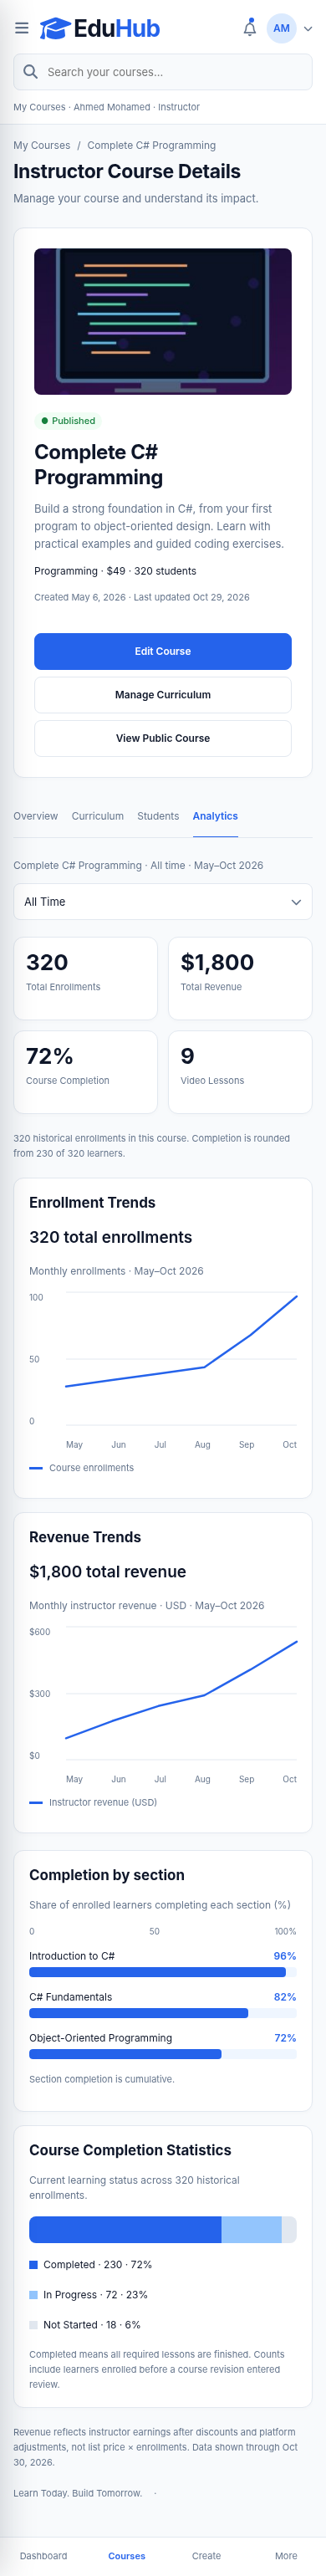 EduHub
AM
Search your courses...
My Courses · Ahmed Mohamed · Instructor
My Courses / Complete C# Programming
Instructor Course Details
Manage your course and understand its impact.
Published
Complete C#
Programming
Build a strong foundation in C#, from your first
program to object-oriented design. Learn with
practical examples and guided coding exercises.
Programming · $49 · 320 students
Created May 6, 2026 · Last updated Oct 29, 2026
Edit Course
Manage Curriculum
View Public Course
Overview Curriculum Students Analytics
Complete C# Programming · All time · May–Oct 2026
All Time
320
Total Enrollments
$1,800
Total Revenue
72%
Course Completion
9
Video Lessons
320 historical enrollments in this course. Completion is rounded
from 230 of 320 learners.
Enrollment Trends
320 total enrollments
Monthly enrollments · May–Oct 2026
100
50
0
May Jun Jul Aug Sep Oct
Course enrollments
Revenue Trends
$1,800 total revenue
Monthly instructor revenue · USD · May–Oct 2026
$600
$300
$0
May Jun Jul Aug Sep Oct
Instructor revenue (USD)
Completion by section
Share of enrolled learners completing each section (%)
0 50 100%
Introduction to C# 96%
C# Fundamentals 82%
Object-Oriented Programming 72%
Section completion is cumulative.
Course Completion Statistics
Current learning status across 320 historical
enrollments.
Completed · 230 · 72%
In Progress · 72 · 23%
Not Started · 18 · 6%
Completed means all required lessons are finished. Counts
include learners enrolled before a course revision entered
review.
Revenue reflects instructor earnings after discounts and platform
adjustments, not list price × enrollments. Data shown through Oct
30, 2026.
Learn Today. Build Tomorrow. ·
Dashboard Courses Create More